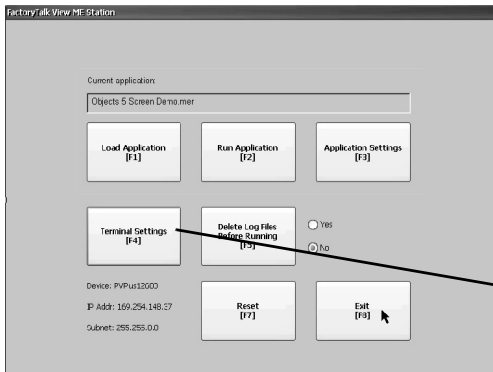 FactoryTalk View ME Station
Current application:
Objects 5 Screen Demo.mer
Load Application
[F1]
Run Application
[F2]
Application Settings
[F3]
Terminal Settings
[F4]
Delete Log Files
Before Running
[F5]
Yes
No
Device: PVPus1200
IP Addr: 169.254.148.37
Subnet: 255.255.0.0
Reset
[F7]
Exit
[F8]